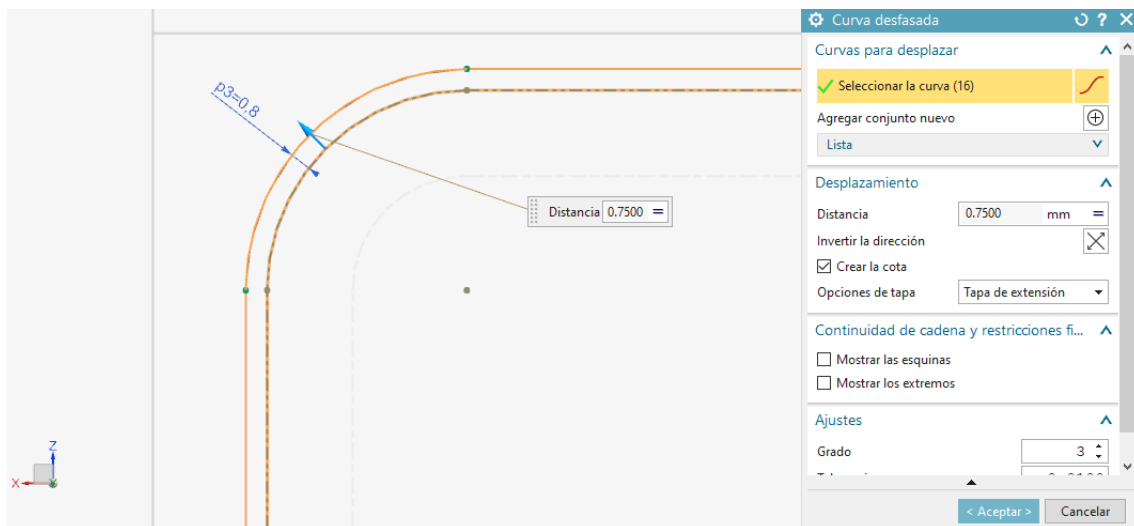 Curva desfasada
Curvas para desplazar
Seleccionar la curva (16)
Agregar conjunto nuevo
Lista
Desplazamiento
Distancia 0.7500 mm =
Invertir la dirección
Crear la cota
Opciones de tapa Tapa de extensión
Continuidad de cadena y restricciones fi...
Mostrar las esquinas
Mostrar los extremos
Ajustes
Grado 3
< Aceptar > Cancelar
p3=0,8
Distancia 0.7500 =
Z
X